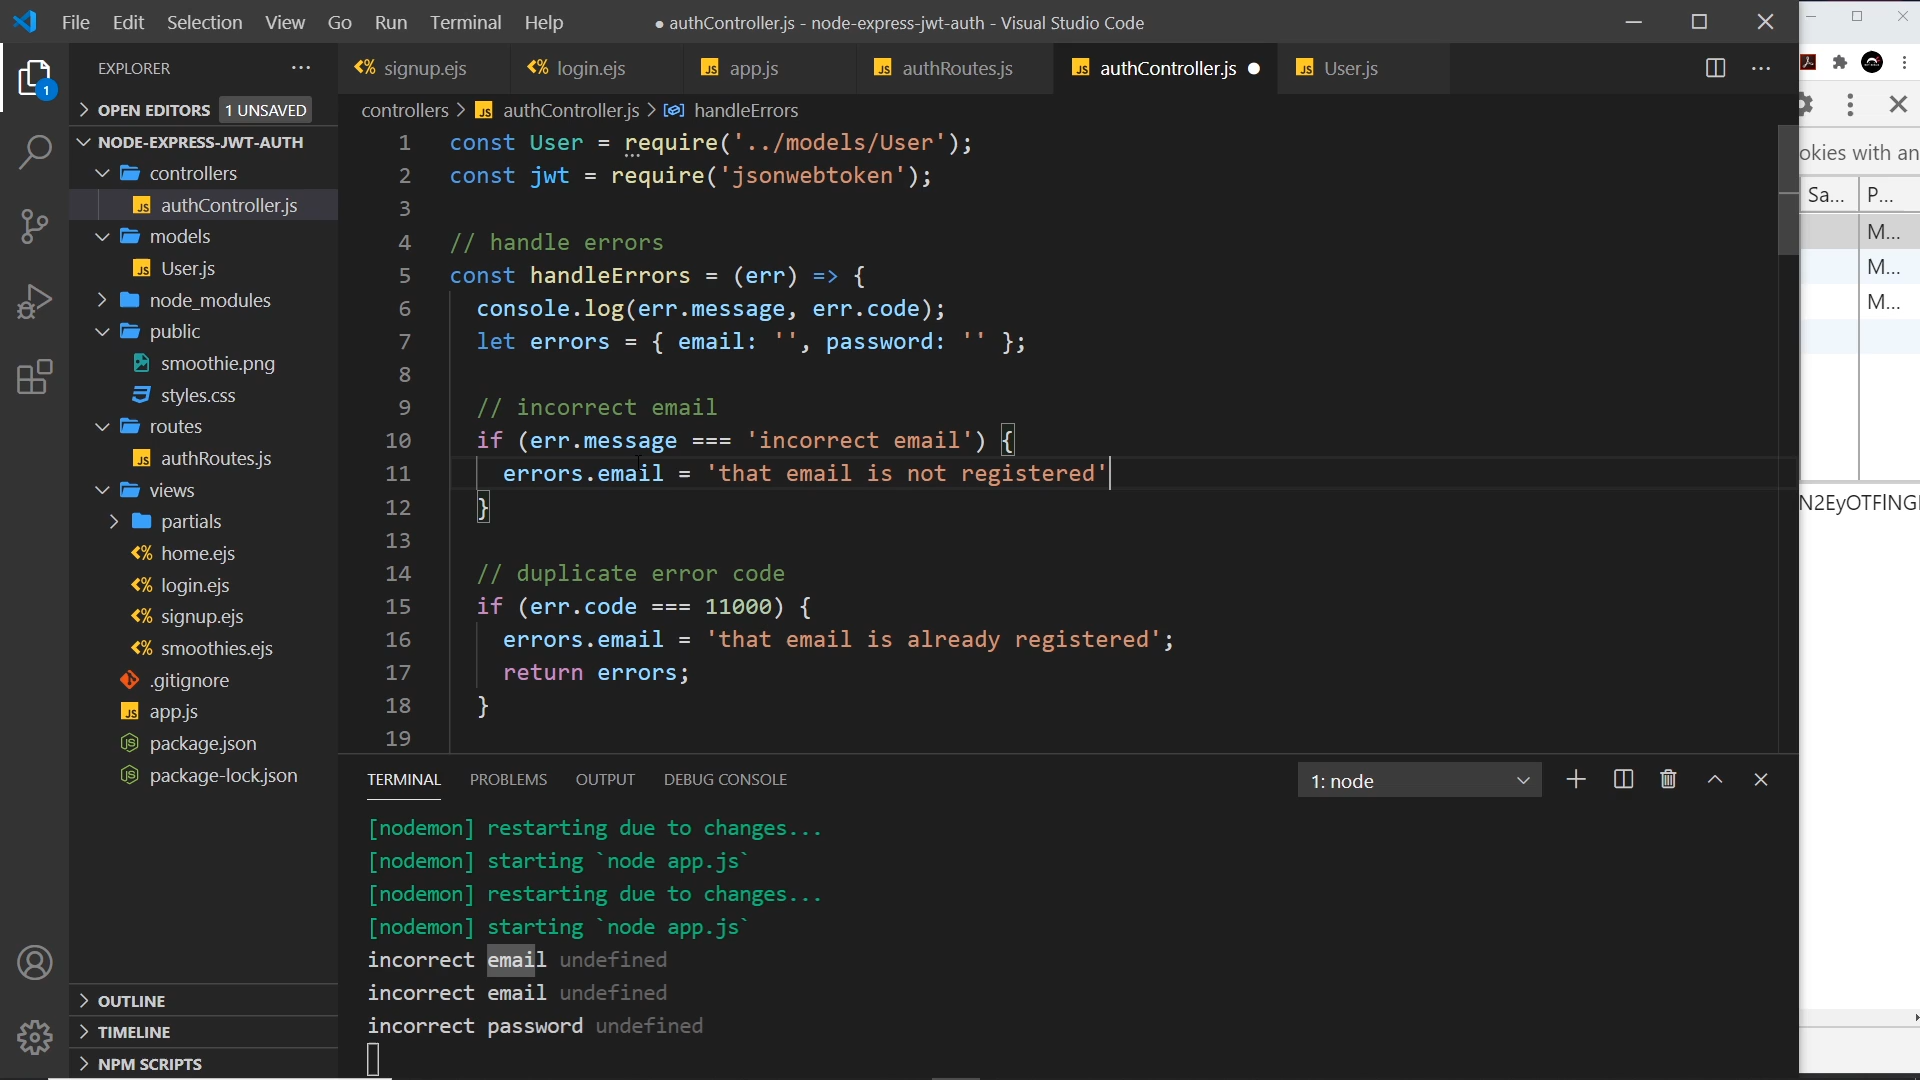 File Edit Selection View Go Run Terminal Help
● authController.js - node-express-jwt-auth - Visual Studio Code
EXPLORER
OPEN EDITORS 1 UNSAVED
NODE-EXPRESS-JWT-AUTH
controllers
JS authController.js
models
JS User.js
node_modules
public
smoothie.png
styles.css
routes
JS authRoutes.js
views
partials
<% home.ejs
<% login.ejs
<% signup.ejs
<% smoothies.ejs
.gitignore
JS app.js
package.json
package-lock.json
OUTLINE
TIMELINE
NPM SCRIPTS
1
<% signup.ejs <% login.ejs JS app.js JS authRoutes.js JS authController.js ● JS User.js
controllers > JS authController.js > handleErrors
1 const User = require('../models/User');
2 const jwt = require('jsonwebtoken');
3
4 // handle errors
5 const handleErrors = (err) => {
6 console.log(err.message, err.code);
7 let errors = { email: '', password: '' };
8
9 // incorrect email
10 if (err.message === 'incorrect email') {
11 errors.email = 'that email is not registered'
12 }
13
14 // duplicate error code
15 if (err.code === 11000) {
16 errors.email = 'that email is already registered';
17 return errors;
18 }
19
TERMINAL PROBLEMS OUTPUT DEBUG CONSOLE 1: node
[nodemon] restarting due to changes...
[nodemon] starting `node app.js`
[nodemon] restarting due to changes...
[nodemon] starting `node app.js`
incorrect email undefined
incorrect email undefined
incorrect password undefined
okies with an
Sa... P...
M...
M...
M...